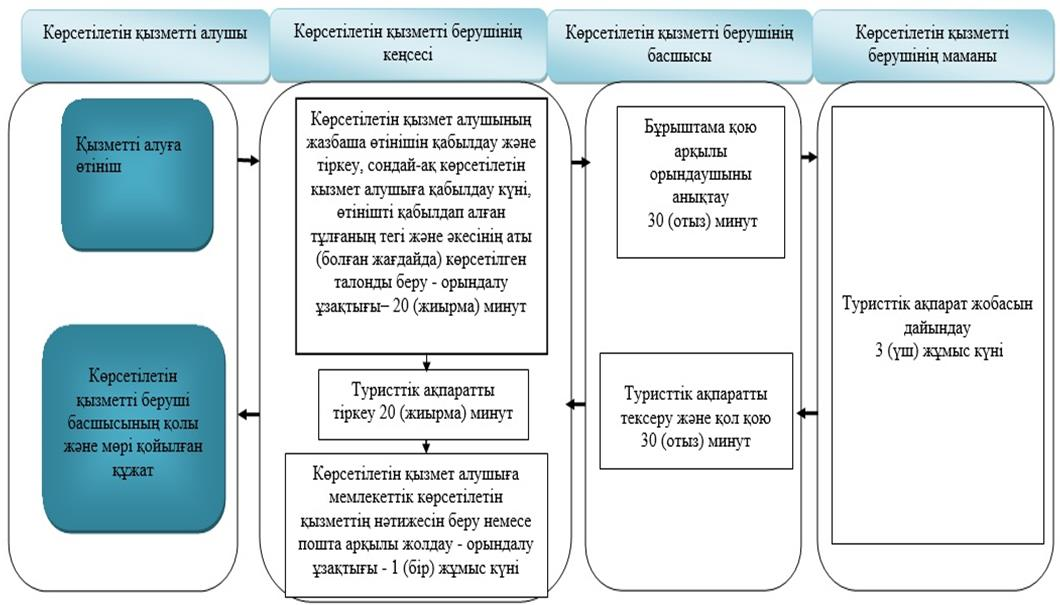 Көрсетілетін қызметті алушы
Көрсетілетін қызметті берушінің
кеңсесі
Көрсетілетін қызметті берушінің
басшысы
Көрсетілетін қызметті
берушінің маманы
Қызметті алуға
өтініш
Көрсетілетін қызмет алушының
жазбаша өтінішін қабылдау және
тіркеу, сондай-ақ көрсетілетін
кызмет алушыға қабылдау күні,
өтінішті қабылдап алған
тұлғаның тегі және әкесінің аты
(болған жағдайда) көрсетілген
талонды беру - орындалу
ұзақтығы– 20 (жиырма) минут
Бұрыштама қою
арқылы
орындаушыны
анықтау
30 (отыз) минут
Туристтік ақпарат жобасын
дайындау
3 (үш) жұмыс күні
Көрсетілетін
қызметті беруші
басшысының қолы
және мөрі қойылған
құжат
Туристтік ақпаратты
тіркеу 20 (жиырма) минут
Туристтік ақпаратты
тексеру және қол қою
30 (отыз) минут
Көрсетілетін қызмет алушыға
мемлекеттік көрсетілетін
қызметтің нәтижесін беру немесе
пошта арқылы жолдау - орындалу
ұзақтығы - 1 (бір) жұмыс күні